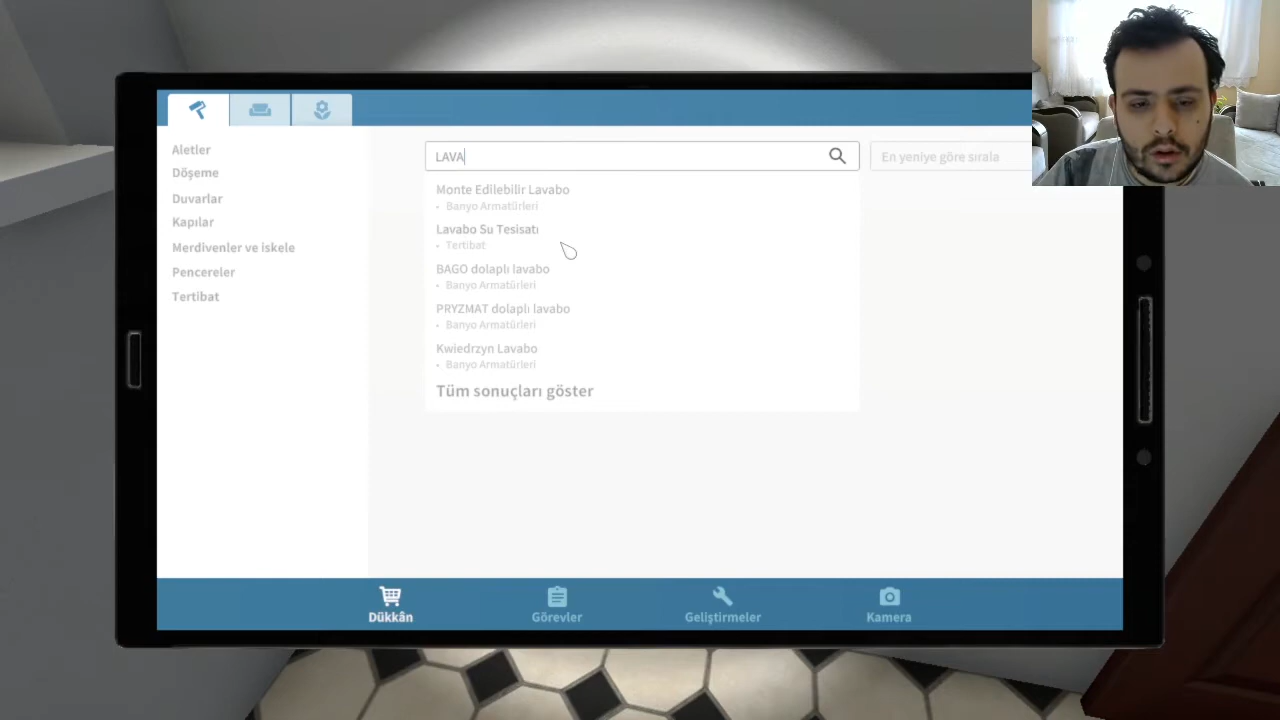 Aletler
Döşeme
Duvarlar
Kapılar
Merdivenler ve iskele
Pencereler
Tertibat
LAVA
En yeniye göre sırala
Monte Edilebilir Lavabo
• Banyo Armatürleri
Lavabo Su Tesisatı
• Tertibat
BAGO dolaplı lavabo
• Banyo Armatürleri
PRYZMAT dolaplı lavabo
• Banyo Armatürleri
Kwiedrzyn Lavabo
• Banyo Armatürleri
Tüm sonuçları göster
Dükkân
Görevler
Geliştirmeler
Kamera